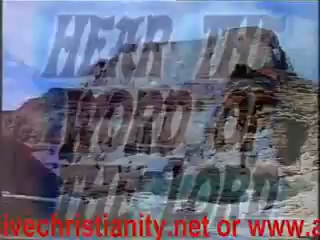 HEAR THE
WORD OF
THE LORD
ivechristianity.net or www.a